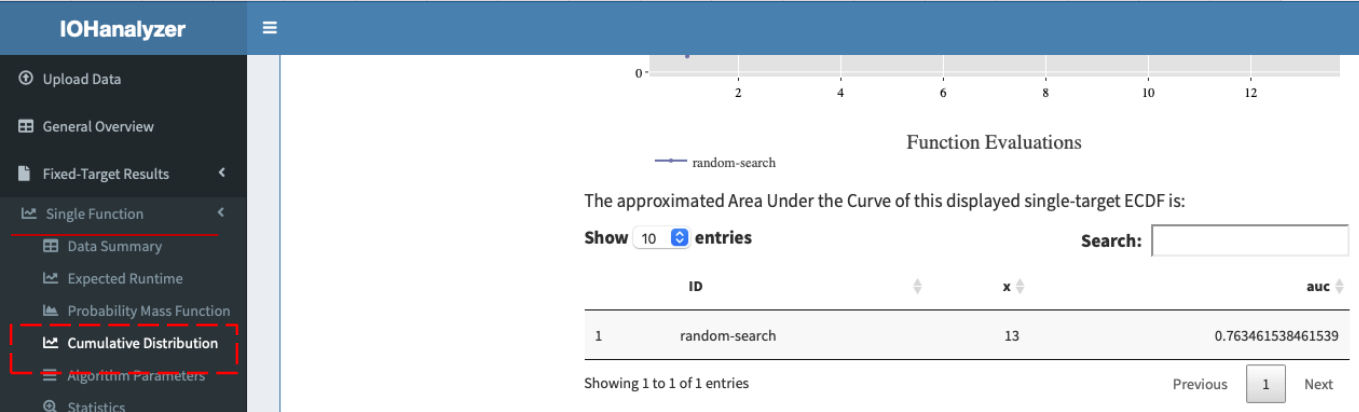 IOHanalyzer
Upload Data
General Overview
Fixed-Target Results
Single Function
Data Summary
Expected Runtime
Probability Mass Function
Cumulative Distribution
Algorithm Parameters
Statistics
0
2 4 6 8 10 12
Function Evaluations
random-search
The approximated Area Under the Curve of this displayed single-target ECDF is:
Show 10 entries Search:
ID x auc
1 random-search 13 0.763461538461539
Showing 1 to 1 of 1 entries Previous 1 Next